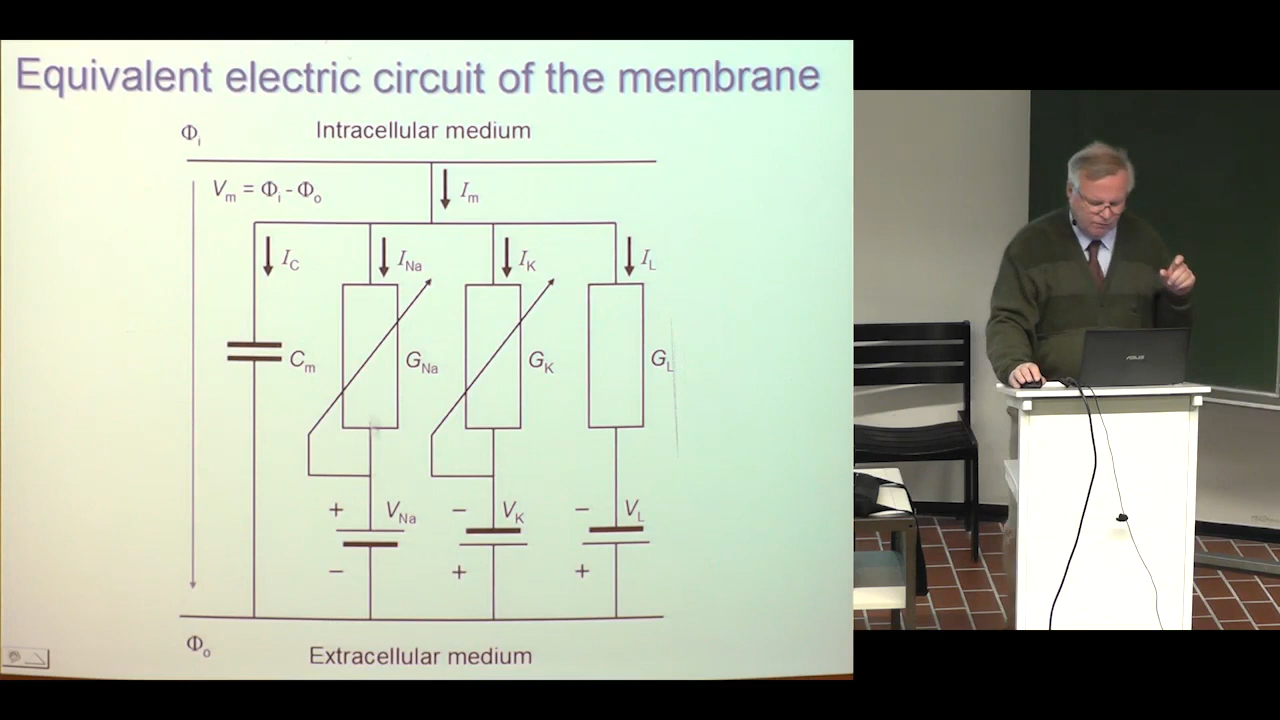 Equivalent electric circuit of the membrane
Φi Intracellular medium
Vm = Φi - Φo Im
IC INa IK IL
Cm GNa GK GL
+ VNa − VK − VL
− + +
Φo
Extracellular medium
ASUS